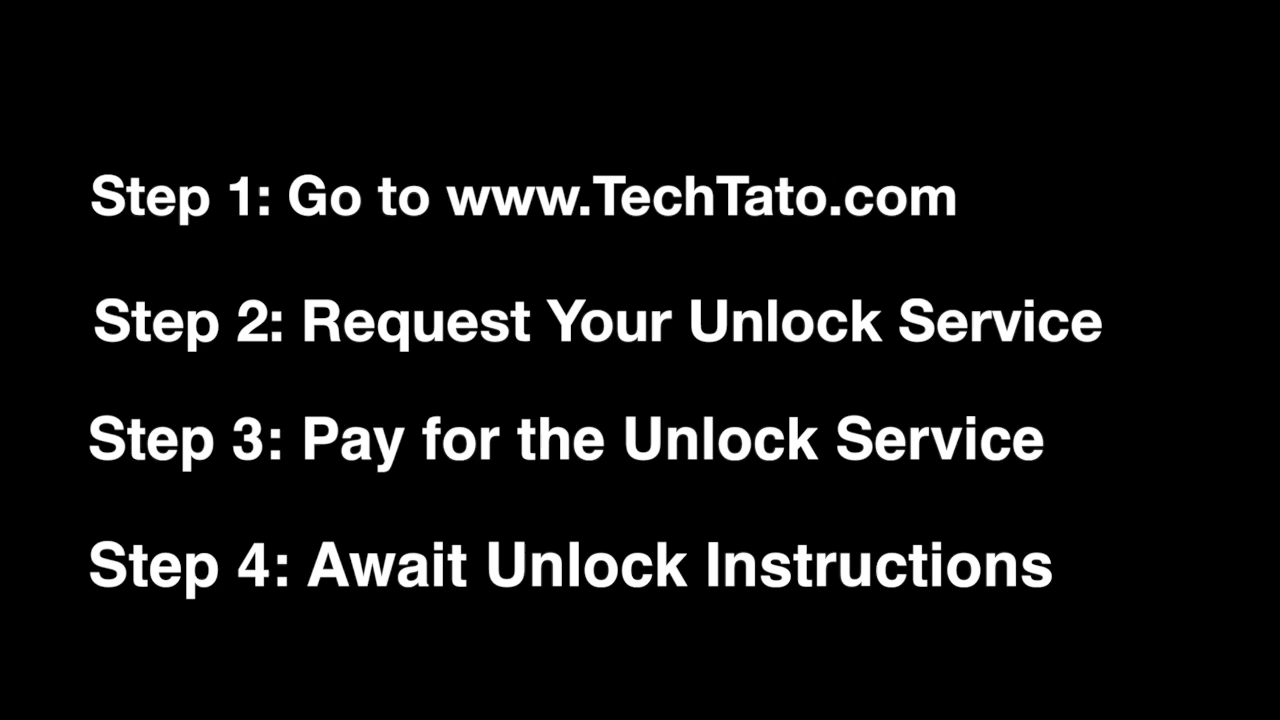 Step 1: Go to www.TechTato.com
Step 2: Request Your Unlock Service
Step 3: Pay for the Unlock Service
Step 4: Await Unlock Instructions